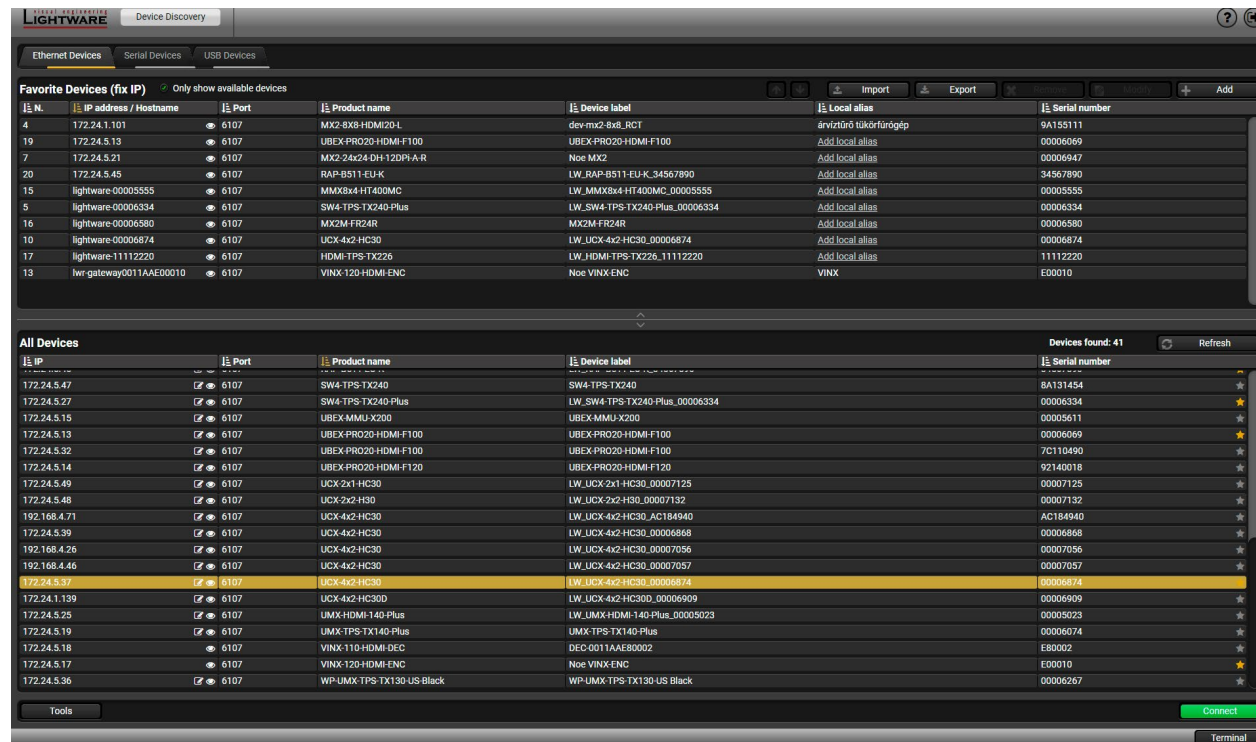 visual engineering
LIGHTWARE Device Discovery ?
Ethernet Devices Serial Devices USB Devices
Favorite Devices (fix IP) Only show available devices Import Export Remove Modify Add
N. IP address / Hostname Port Product name Device label Local alias Serial number
4 172.24.1.101 6107 MX2-8X8-HDMI20-L dev-mx2-8x8_RCT árvíztűrő tükörfúrógép 9A155111
19 172.24.5.13 6107 UBEX-PRO20-HDMI-F100 UBEX-PRO20-HDMI-F100 Add local alias 00006069
7 172.24.5.21 6107 MX2-24x24-DH-12DPi-A-R Noe MX2 Add local alias 00006947
20 172.24.5.45 6107 RAP-B511-EU-K LW_RAP-B511-EU-K_34567890 Add local alias 34567890
15 lightware-00005555 6107 MMX8x4-HT400MC LW_MMX8x4-HT400MC_00005555 Add local alias 00005555
5 lightware-00006334 6107 SW4-TPS-TX240-Plus LW_SW4-TPS-TX240-Plus_00006334 Add local alias 00006334
16 lightware-00006580 6107 MX2M-FR24R MX2M-FR24R Add local alias 00006580
10 lightware-00006874 6107 UCX-4x2-HC30 LW_UCX-4x2-HC30_00006874 Add local alias 00006874
17 lightware-11112220 6107 HDMI-TPS-TX226 LW_HDMI-TPS-TX226_11112220 Add local alias 11112220
13 lwr-gateway0011AAE00010 6107 VINX-120-HDMI-ENC Noe VINX-ENC VINX E00010
All Devices Devices found: 41 Refresh
IP Port Product name Device label Serial number
172.24.5.47 6107 SW4-TPS-TX240 SW4-TPS-TX240 8A131454
172.24.5.27 6107 SW4-TPS-TX240-Plus LW_SW4-TPS-TX240-Plus_00006334 00006334
172.24.5.15 6107 UBEX-MMU-X200 UBEX-MMU-X200 00005611
172.24.5.13 6107 UBEX-PRO20-HDMI-F100 UBEX-PRO20-HDMI-F100 00006069
172.24.5.32 6107 UBEX-PRO20-HDMI-F100 UBEX-PRO20-HDMI-F100 7C110490
172.24.5.14 6107 UBEX-PRO20-HDMI-F120 UBEX-PRO20-HDMI-F120 92140018
172.24.5.49 6107 UCX-2x1-HC30 LW_UCX-2x1-HC30_00007125 00007125
172.24.5.48 6107 UCX-2x2-H30 LW_UCX-2x2-H30_00007132 00007132
192.168.4.71 6107 UCX-4x2-HC30 LW_UCX-4x2-HC30_AC184940 AC184940
172.24.5.39 6107 UCX-4x2-HC30 LW_UCX-4x2-HC30_00006868 00006868
192.168.4.26 6107 UCX-4x2-HC30 LW_UCX-4x2-HC30_00007056 00007056
192.168.4.46 6107 UCX-4x2-HC30 LW_UCX-4x2-HC30_00007057 00007057
172.24.5.37 6107 UCX-4x2-HC30 LW_UCX-4x2-HC30_00006874 00006874
172.24.1.139 6107 UCX-4x2-HC30D LW_UCX-4x2-HC30D_00006909 00006909
172.24.5.25 6107 UMX-HDMI-140-Plus LW_UMX-HDMI-140-Plus_00005023 00005023
172.24.5.19 6107 UMX-TPS-TX140-Plus UMX-TPS-TX140-Plus 00006074
172.24.5.18 6107 VINX-110-HDMI-DEC DEC-0011AAE80002 E80002
172.24.5.17 6107 VINX-120-HDMI-ENC Noe VINX-ENC E00010
172.24.5.36 6107 WP-UMX-TPS-TX130-US-Black WP-UMX-TPS-TX130-US Black 00006267
Tools Connect
Terminal